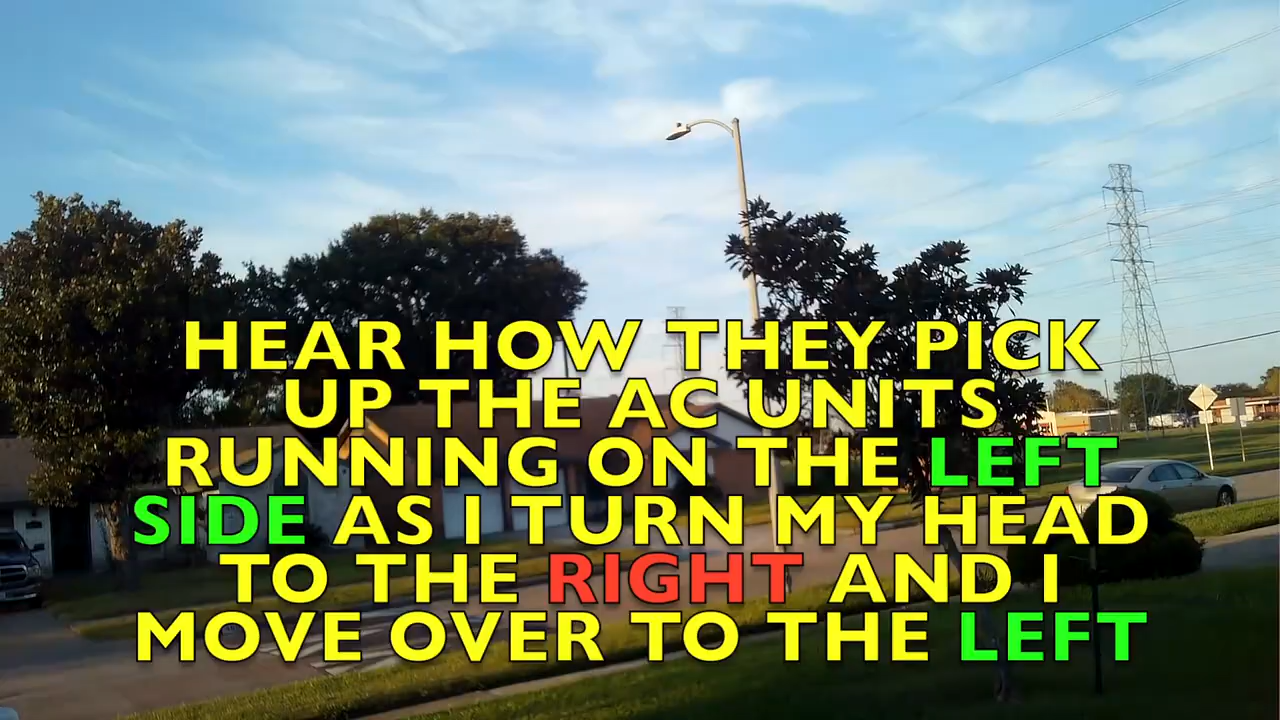 HEAR HOW THEY PICK
UP THE AC UNITS
RUNNING ON THE LEFT
SIDE AS I TURN MY HEAD
TO THE RIGHT AND I
MOVE OVER TO THE LEFT